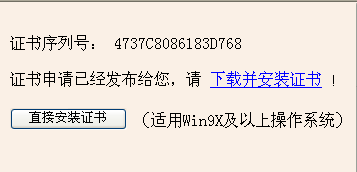 证书序列号： 4737C8086183D768
证书申请已经发布给您，请 下载并安装证书 ！
直接安装证书 （适用Win9X及以上操作系统）